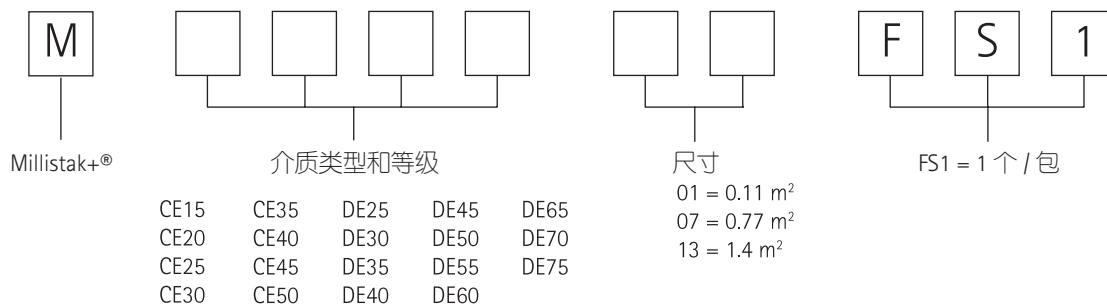 M F S 1
Millistak+® 介质类型和等级 尺寸 FS1 = 1 个 / 包
01 = 0.11 m²
07 = 0.77 m²
13 = 1.4 m²
CE15 CE35 DE25 DE45 DE65
CE20 CE40 DE30 DE50 DE70
CE25 CE45 DE35 DE55 DE75
CE30 CE50 DE40 DE60